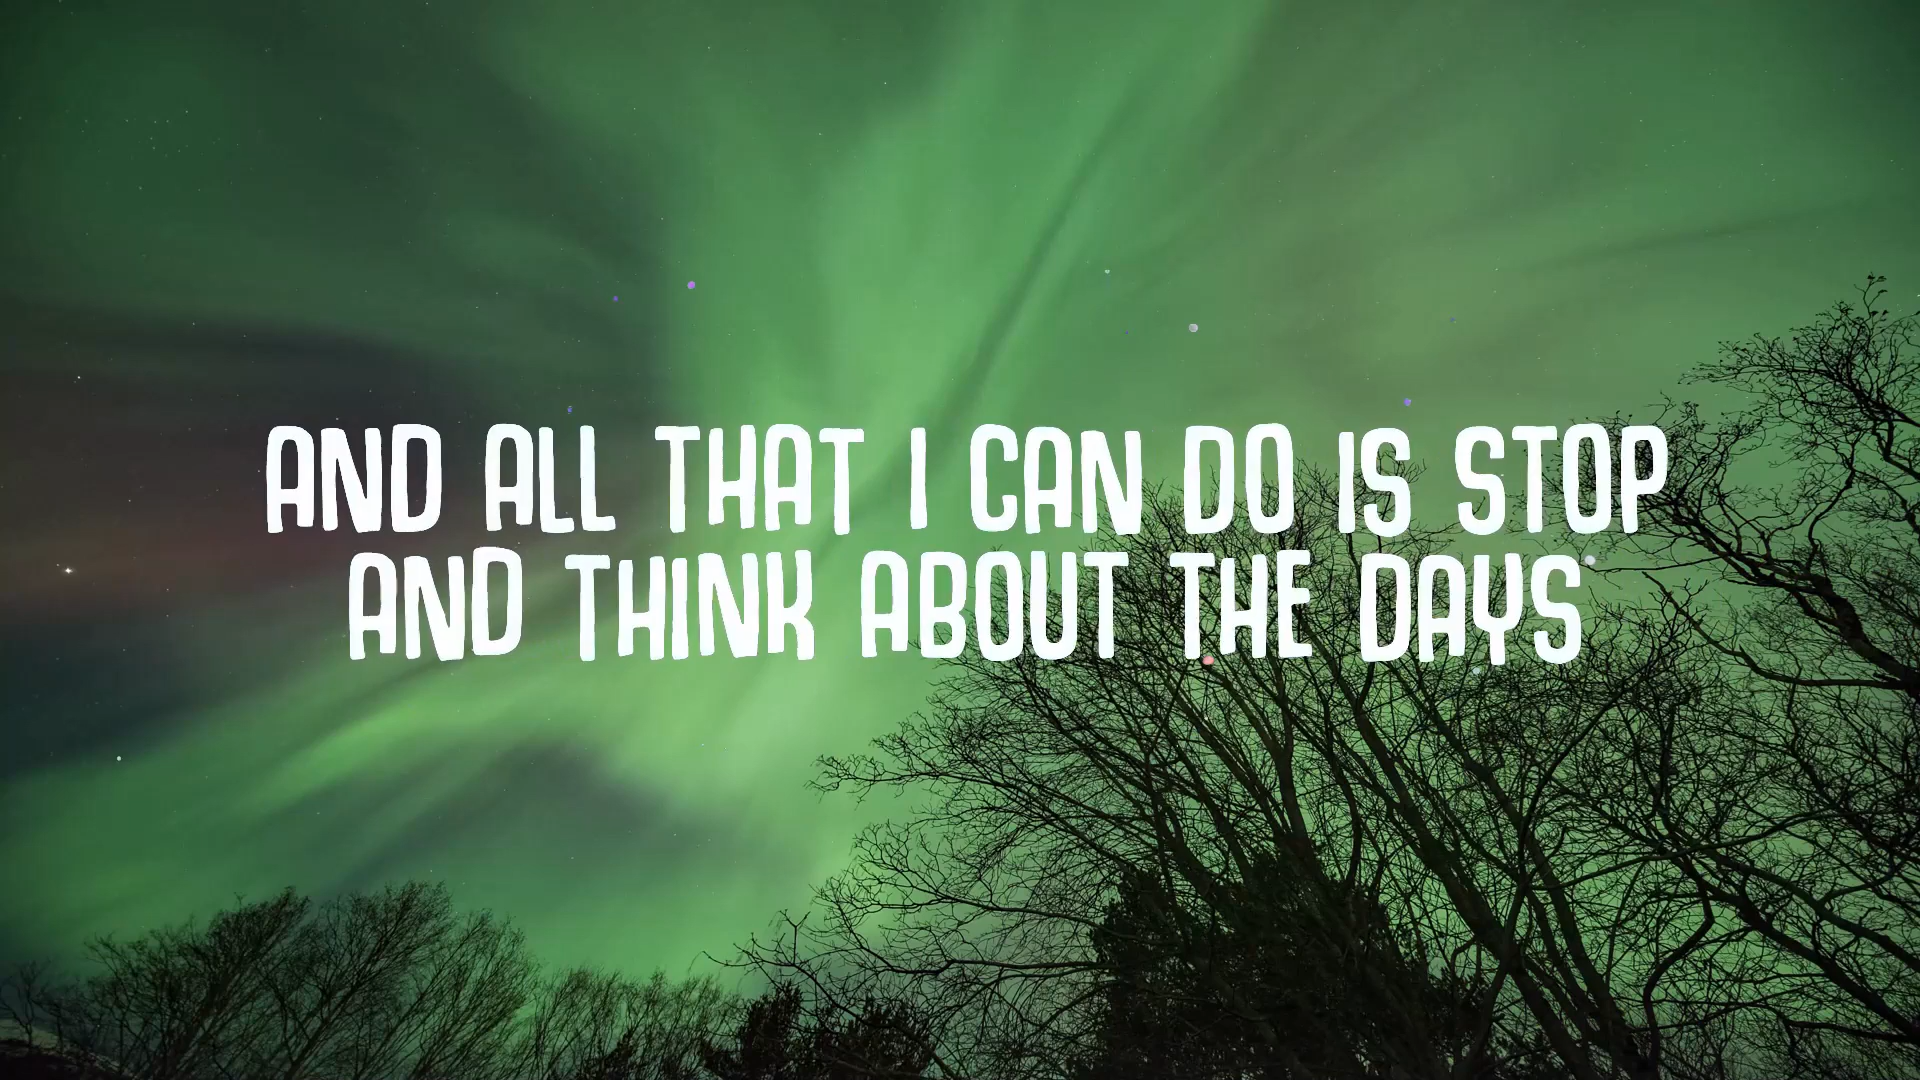 AND ALL THAT I CAN DO IS STOP
AND THINK ABOUT THE DAYS